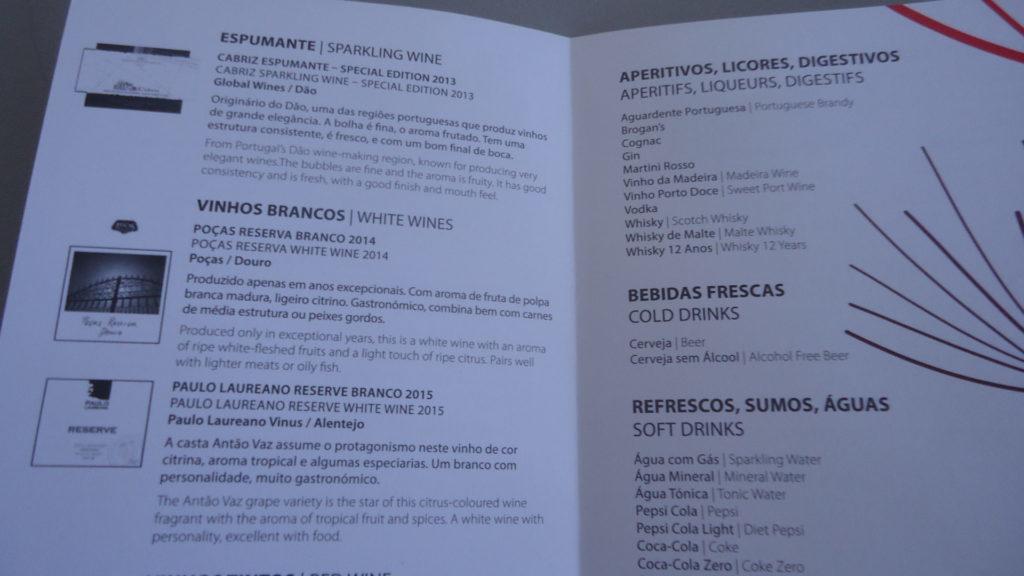 ESPUMANTE | SPARKLING WINE
CABRIZ ESPUMANTE – SPECIAL EDITION 2013
CABRIZ SPARKLING WINE – SPECIAL EDITION 2013
Global Wines / Dão
Originário do Dão, uma das regiões portuguesas que produz vinhos
de grande elegância. A bolha é fina, o aroma frutado. Tem uma
estrutura consistente, é fresco, e com um bom final de boca.
From Portugal's Dão wine-making region, known for producing very
elegant wines.The bubbles are fine and the aroma is fruity. It has good
consistency and is fresh, with a good finish and mouth feel.
VINHOS BRANCOS | WHITE WINES
POÇAS RESERVA BRANCO 2014
POÇAS RESERVA WHITE WINE 2014
Poças / Douro
Produzido apenas em anos excepcionais. Com aroma de fruta de polpa
branca madura, ligeiro citrino. Gastronómico, combina bem com carnes
de média estrutura ou peixes gordos.
Produced only in exceptional years, this is a white wine with an aroma
of ripe white-fleshed fruits and a light touch of ripe citrus. Pairs well
with lighter meats or oily fish.
PAULO LAUREANO
RESERVE
PAULO LAUREANO RESERVE BRANCO 2015
PAULO LAUREANO RESERVE WHITE WINE 2015
Paulo Laureano Vinus / Alentejo
A casta Antão Vaz assume o protagonismo neste vinho de cor
citrina, aroma tropical e algumas especiarias. Um branco com
personalidade, muito gastronómico.
The Antão Vaz grape variety is the star of this citrus-coloured wine
fragrant with the aroma of tropical fruit and spices. A white wine with
personality, excellent with food.
APERITIVOS, LICORES, DIGESTIVOS
APERITIFS, LIQUEURS, DIGESTIFS
Aguardente Portuguesa | Portuguese Brandy
Brogan's
Cognac
Gin
Martini Rosso
Vinho da Madeira | Madeira Wine
Vinho Porto Doce | Sweet Port Wine
Vodka
Whisky | Scotch Whisky
Whisky de Malte | Malte Whisky
Whisky 12 Anos | Whisky 12 Years
BEBIDAS FRESCAS
COLD DRINKS
Cerveja | Beer
Cerveja sem Álcool | Alcohol Free Beer
REFRESCOS, SUMOS, ÁGUAS
SOFT DRINKS
Água com Gás | Sparkling Water
Água Mineral | Mineral Water
Água Tónica | Tonic Water
Pepsi Cola | Pepsi
Pepsi Cola Light | Diet Pepsi
Coca-Cola | Coke
Coca-Cola Zero | Coke Zero